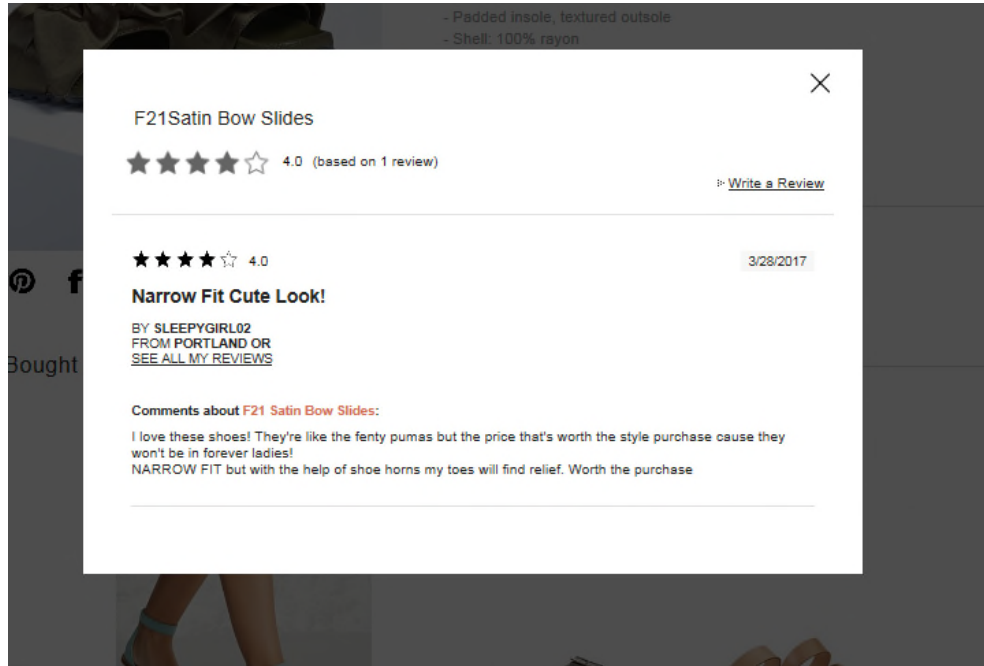 - Padded insole, textured outsole
- Shell: 100% rayon
F21Satin Bow Slides
4.0 (based on 1 review)
Write a Review
4.0
3/28/2017
Narrow Fit Cute Look!
BY SLEEPYGIRL02
FROM PORTLAND OR
SEE ALL MY REVIEWS
Comments about F21 Satin Bow Slides:
I love these shoes! They're like the fenty pumas but the price that's worth the style purchase cause they
won't be in forever ladies!
NARROW FIT but with the help of shoe horns my toes will find relief. Worth the purchase
Bought